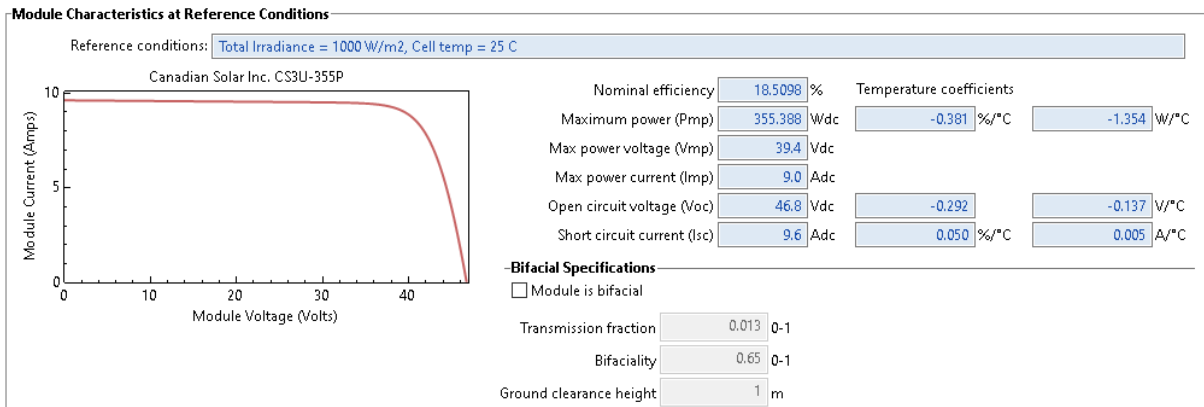 Module Characteristics at Reference Conditions
Reference conditions: Total Irradiance = 1000 W/m2, Cell temp = 25 C
Canadian Solar Inc. CS3U-355P
10
5
0
0 10 20 30 40
Module Current (Amps)
Module Voltage (Volts)
Nominal efficiency 18.5098 % Temperature coefficients
Maximum power (Pmp) 355.388 Wdc -0.381 %/°C -1.354 W/°C
Max power voltage (Vmp) 39.4 Vdc
Max power current (Imp) 9.0 Adc
Open circuit voltage (Voc) 46.8 Vdc -0.292 -0.137 V/°C
Short circuit current (Isc) 9.6 Adc 0.050 %/°C 0.005 A/°C
Bifacial Specifications
Module is bifacial
Transmission fraction 0.013 0-1
Bifaciality 0.65 0-1
Ground clearance height 1 m